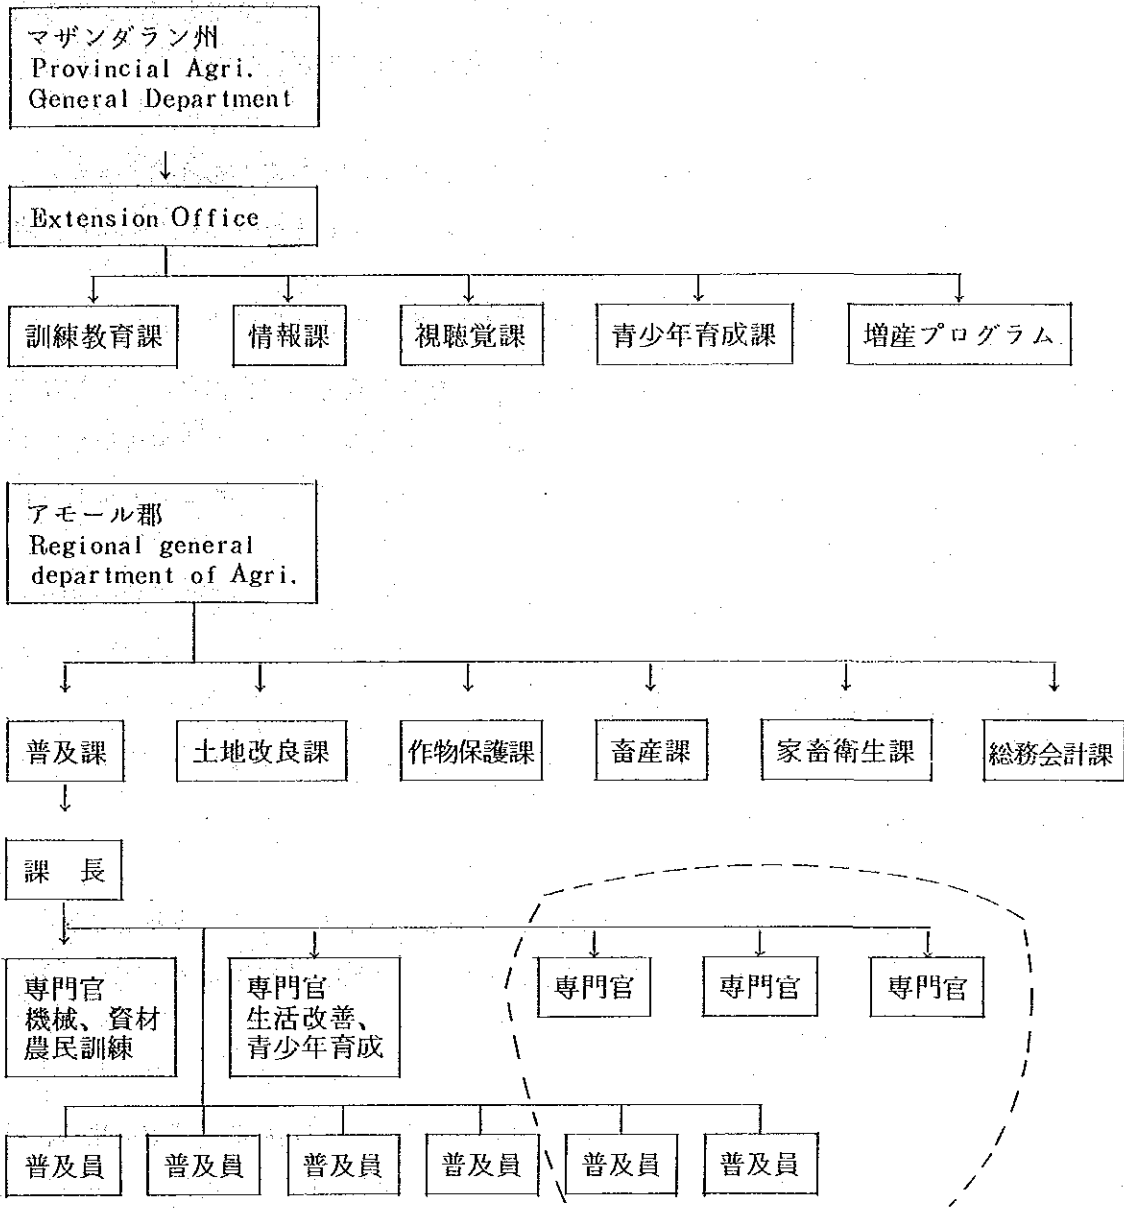 マザンダラン州
Provincial Agri.
General Department
Extension Office
訓練教育課
情報課
視聴覚課
青少年育成課
増産プログラム
アモール郡
Regional general
department of Agri.
普及課
土地改良課
作物保護課
畜産課
家畜衛生課
総務会計課
課 長
専門官
機械、資材
農民訓練
専門官
生活改善、
青少年育成
専門官
専門官
専門官
普及員
普及員
普及員
普及員
普及員
普及員